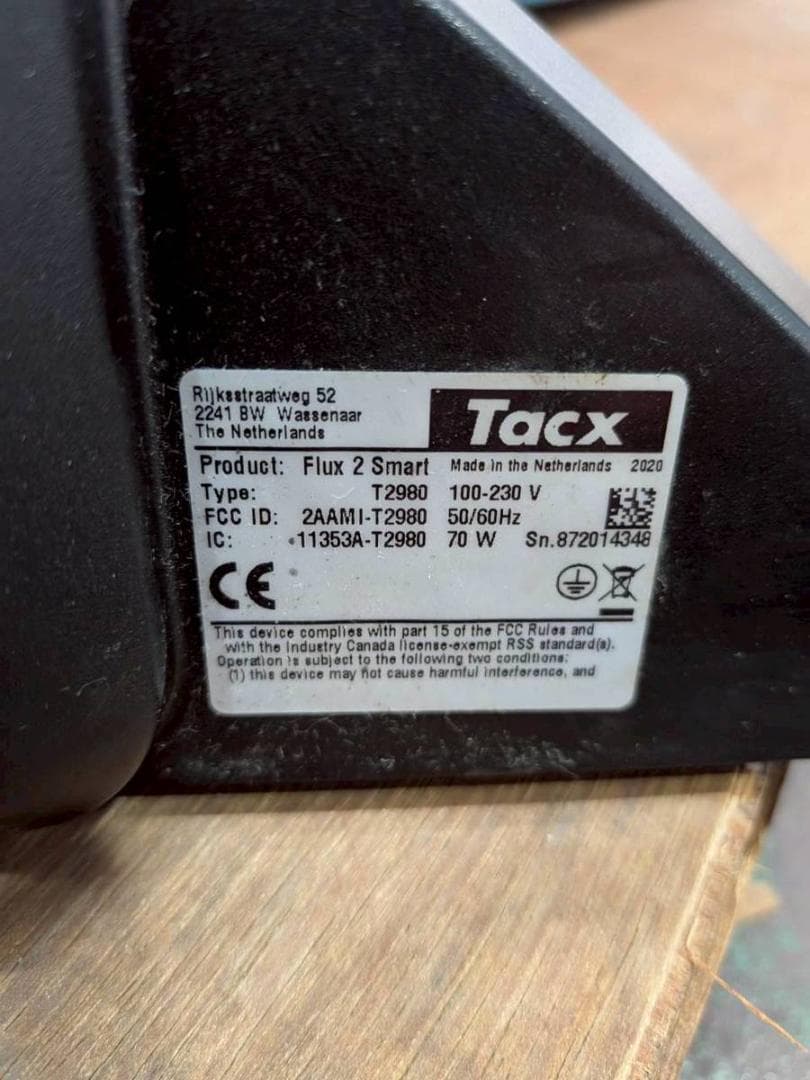 Rijksstraatweg 52
2241 BW Wassenaar
The Netherlands
Tacx
Product: Flux 2 Smart Made in the Netherlands 2020
Type: T2980 100-230 V
FCC ID: 2AAMI-T2980 50/60Hz
IC: 11353A-T2980 70 W Sn.872014348
CE
This device complies with part 15 of the FCC Rules and
with the Industry Canada license-exempt RSS standard(s).
Operation is subject to the following two conditions:
(1) this device may not cause harmful interference, and